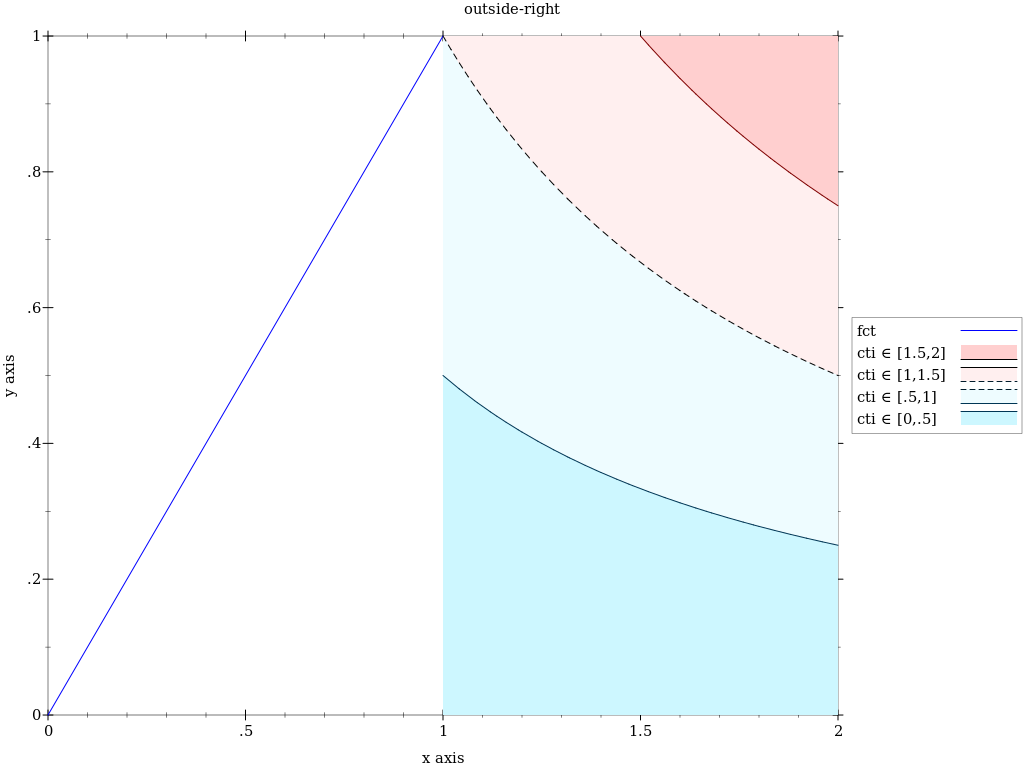 outside-right
1
.8
.6
.4
.2
0
y axis
0
.5
1
1.5
2
x axis
fct
cti ∈ [1.5,2]
cti ∈ [1,1.5]
cti ∈ [.5,1]
cti ∈ [0,.5]